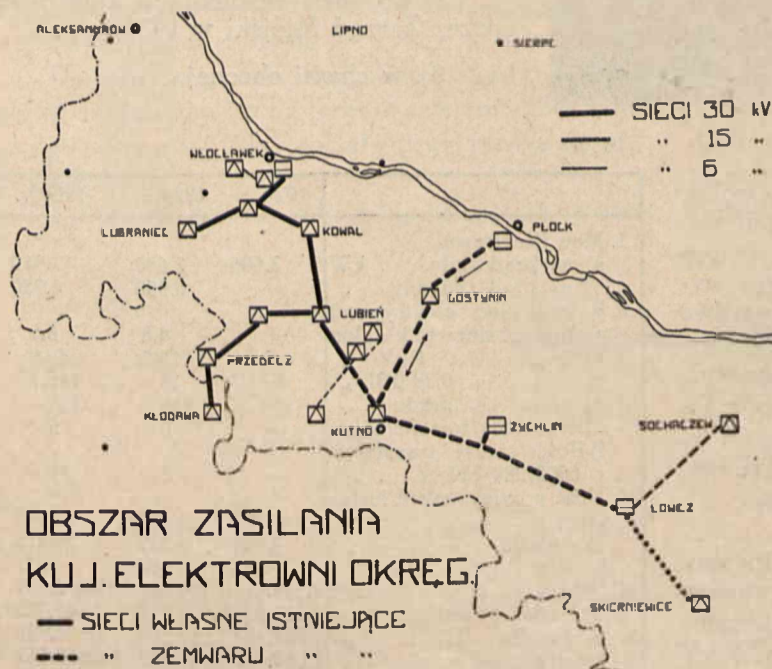 ALEKSANDRÓW
LIPNO
SIERPC
SIECI 30 kV
" 15 "
" 6 "
WŁOCŁAWEK
LUBRANIEC
KOWAL
PŁOCK
GOSTYNIN
LUBIEŃ
PRZEDECZ
KŁODAWA
KUTNO
ŻYCHLIN
SOCHACZEW
ŁOWICZ
SKIERNIEWICE
OBSZAR ZASILANIA
KUJ. ELEKTROWNI OKRĘG.
SIECI WŁASNE ISTNIEJĄCE
" ZEMWARU " "